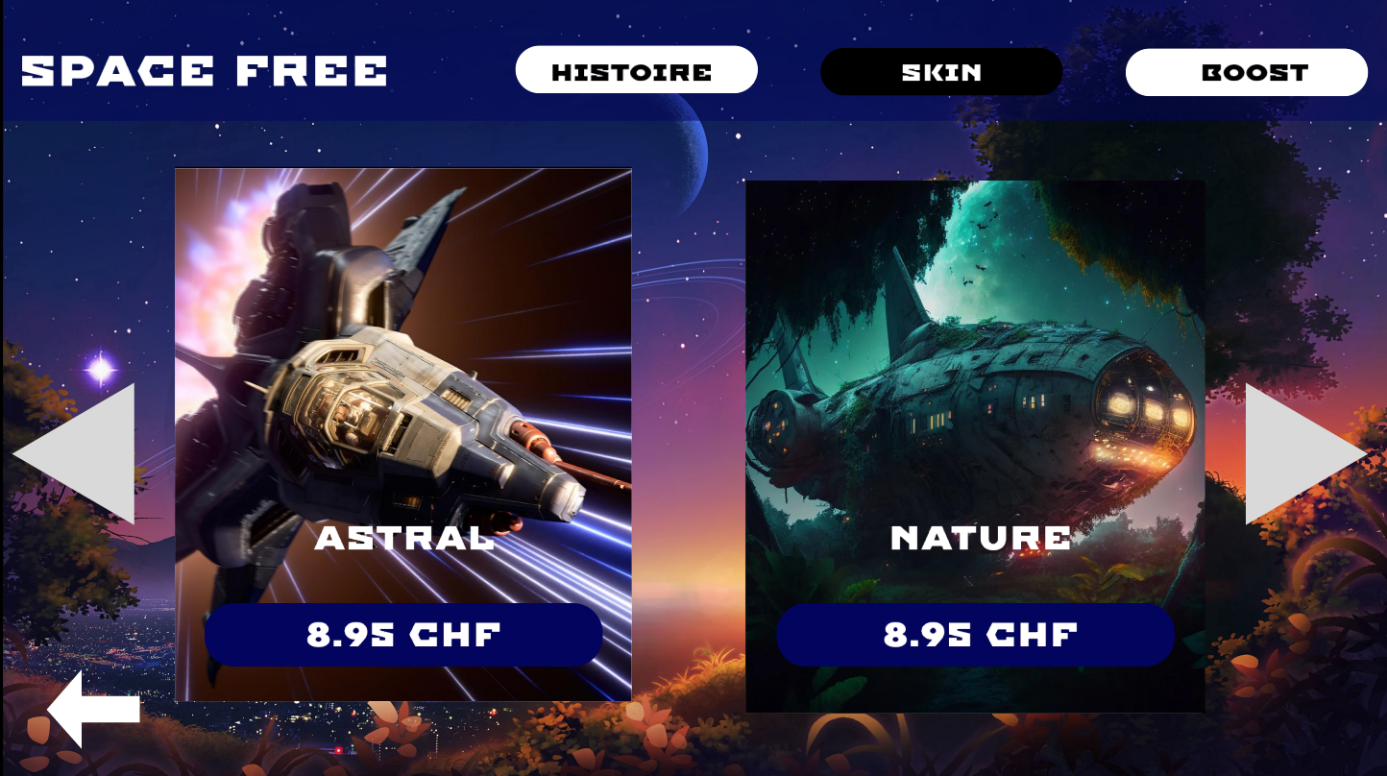 SPACE FREE
HISTOIRE
SKIN
BOOST
ASTRAL
NATURE
8.95 CHF
8.95 CHF